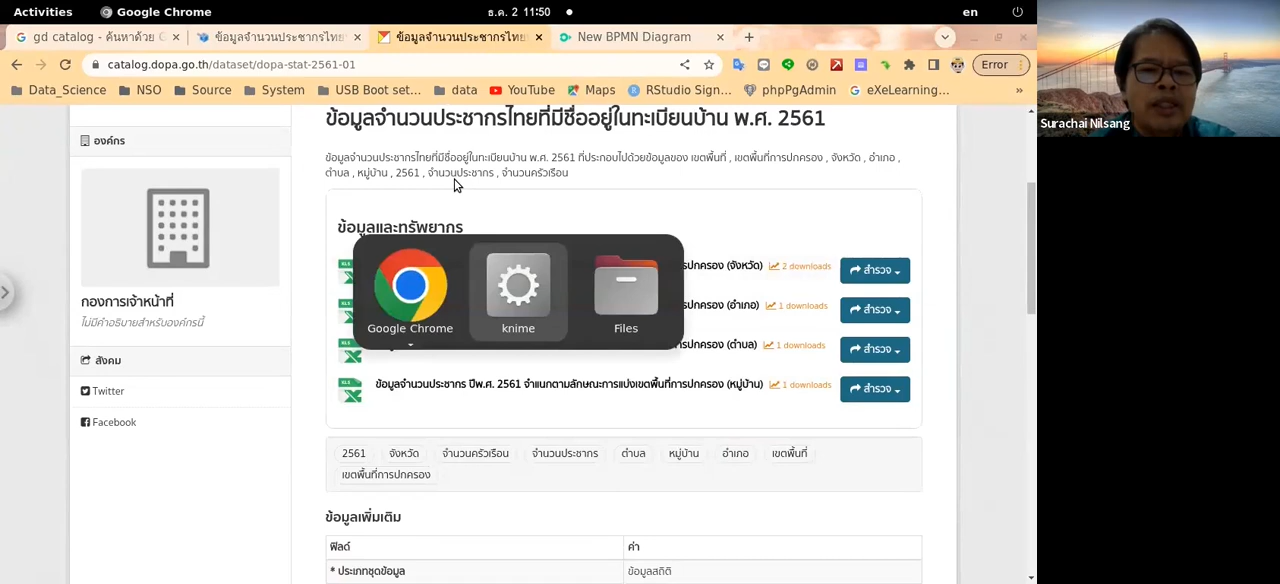 Activities
Google Chrome
ธ.ค. 2 11:50
en
gd catalog - ค้นหาด้วย G
ข้อมูลจำนวนประชากรไทย
ข้อมูลจำนวนประชากรไทย
New BPMN Diagram
catalog.dopa.go.th/dataset/dopa-stat-2561-01
Error
Data_Science
NSO
Source
System
USB Boot set...
data
YouTube
Maps
RStudio Sign...
phpPgAdmin
eXeLearning...
»
Surachai Nilsang
องค์กร
กองการเจ้าหน้าที่
ไม่มีคำอธิบายสำหรับองค์กรนี้
สังคม
Twitter
Facebook
ข้อมูลจำนวนประชากรไทยที่มีชื่ออยู่ในทะเบียนบ้าน พ.ศ. 2561
ข้อมูลจำนวนประชากรไทยที่มีชื่ออยู่ในทะเบียนบ้าน พ.ศ. 2561 ที่ประกอบไปด้วยข้อมูลของ เขตพื้นที่ , เขตพื้นที่การปกครอง , จังหวัด , อำเภอ ,
ตำบล , หมู่บ้าน , 2561 , จำนวนประชากร , จำนวนครัวเรือน
ข้อมูลและทรัพยากร
ปกครอง (จังหวัด) 2 downloads
สำรวจ
ปกครอง (อำเภอ) 1 downloads
สำรวจ
ปกครอง (ตำบล) 1 downloads
สำรวจ
ข้อมูลจำนวนประชากร ปีพ.ศ. 2561 จำแนกตามลักษณะการแบ่งเขตพื้นที่การปกครอง (หมู่บ้าน) 1 downloads
สำรวจ
Google Chrome
knime
Files
2561
จังหวัด
จำนวนครัวเรือน
จำนวนประชากร
ตำบล
หมู่บ้าน
อำเภอ
เขตพื้นที่
เขตพื้นที่การปกครอง
ข้อมูลเพิ่มเติม
ฟิลด์
ค่า
* ประเภทชุดข้อมูล
ข้อมูลสถิติ